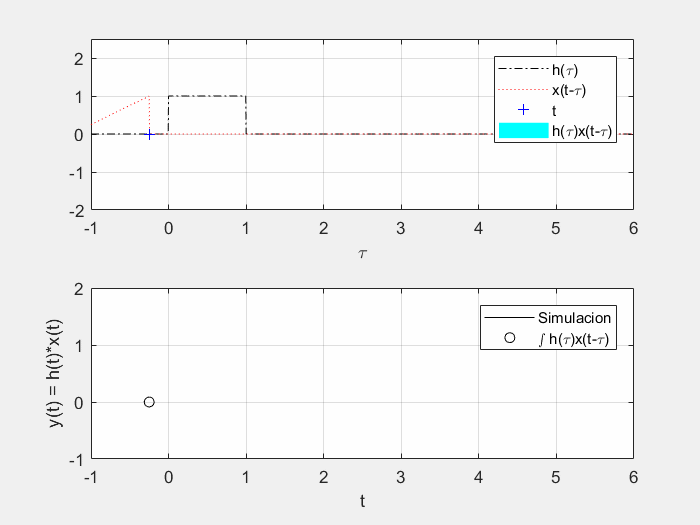 2
1
0
-1
-2
-1 0 1 2 3 4 5 6
τ
h(τ)
x(t-τ)
t
h(τ)x(t-τ)
y(t) = h(t)*x(t)
2
1
0
-1
-1 0 1 2 3 4 5 6
t
Simulacion
∫ h(τ)x(t-τ)